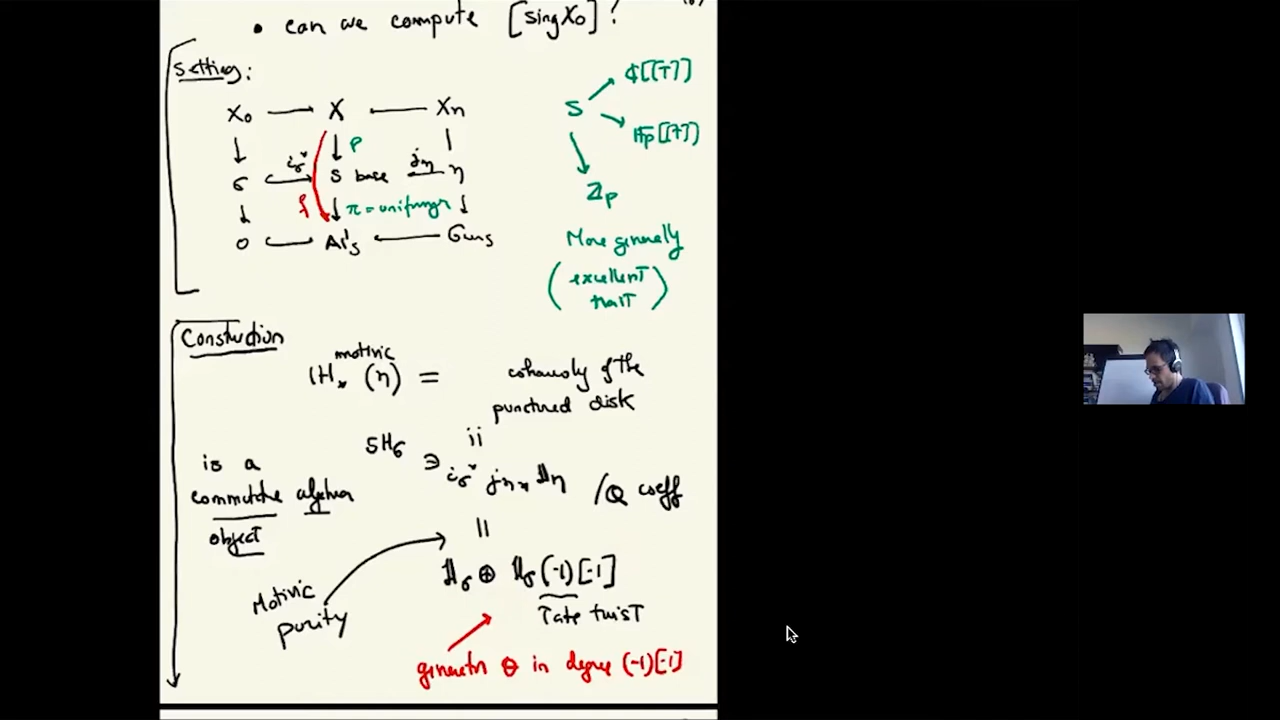 • can we compute [Sing X₀]?
Setting:
X₀ → X ← Xη
p
σ iσ* S base jη η
f π = uniformizer
0 A¹s Gm,s
S
ℂ[[T]]
𝔽p[[T]]
ℤp
More generally
(excellent
trait)
Construction
motivic
ℍ* (η) = cohomology of the
punctured disk
SHσ ∋ iσ* jη* 𝟙η /ℚ coeff
is a
commutative algebra
object
𝟙σ ⊕ 𝟙σ(-1)[-1]
Motivic
purity
Tate twist
generator θ in degree (-1)[-1]